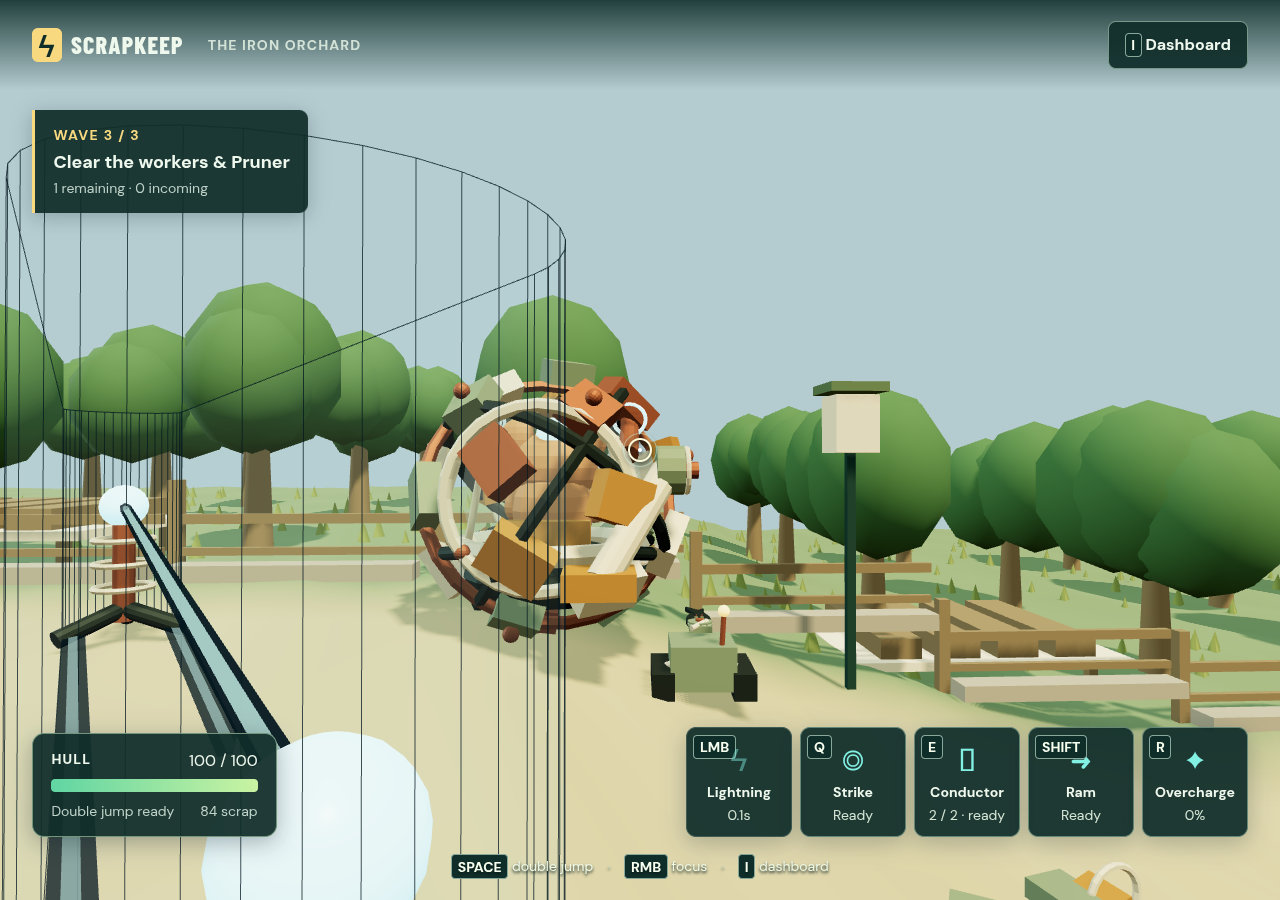 SCRAPKEEP THE IRON ORCHARD
I Dashboard
WAVE 3 / 3
Clear the workers & Pruner
1 remaining · 0 incoming
HULL 100 / 100
Double jump ready 84 scrap
LMB
Lightning
0.1s
Q
Strike
Ready
E
Conductor
2 / 2 · ready
SHIFT
Ram
Ready
R
Overcharge
0%
SPACE double jump · RMB focus · I dashboard